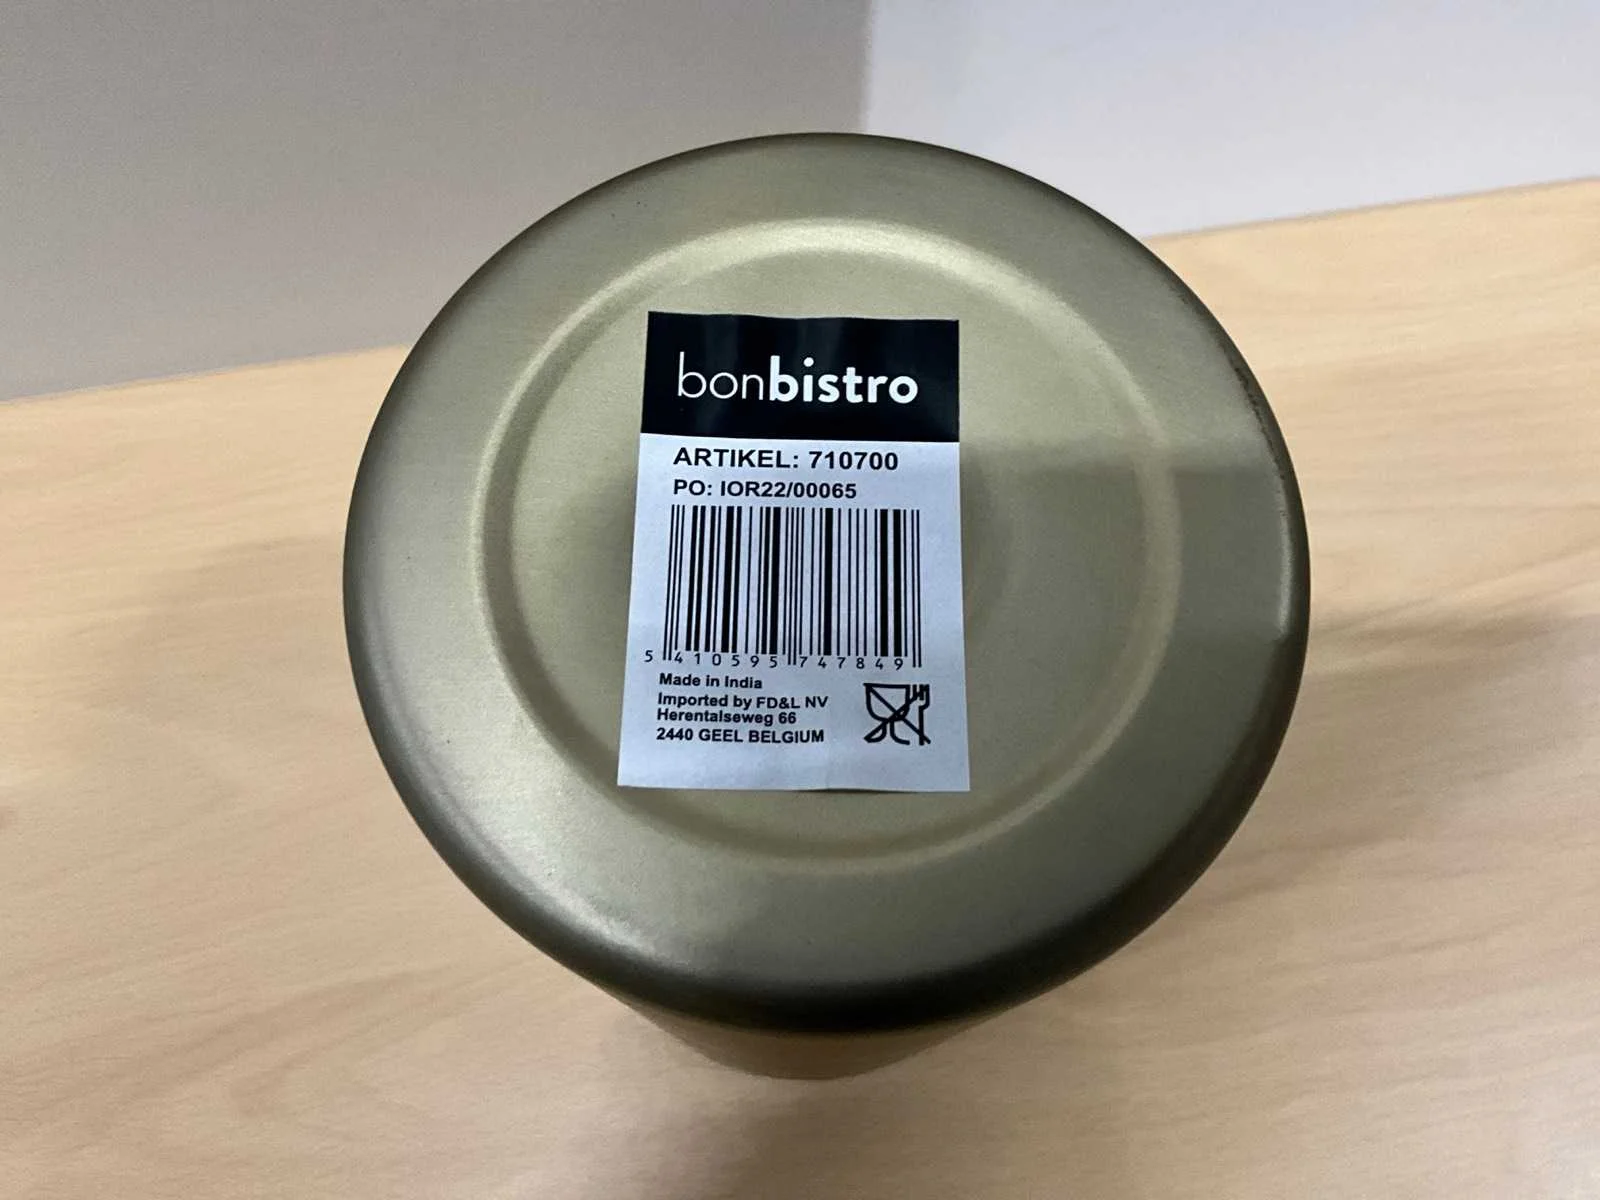 bonbistro
ARTIKEL: 710700
PO: IOR22/00065
5 410595 747849
Made in India
Imported by FD&L NV
Herentalseweg 66
2440 GEEL BELGIUM